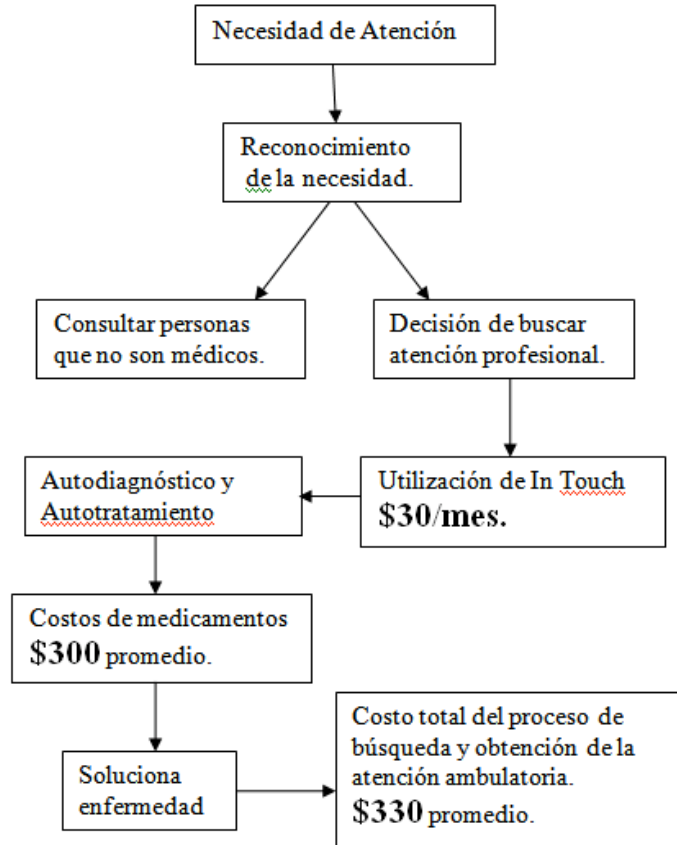 Necesidad de Atención
Reconocimiento
de la necesidad.
Consultar personas
que no son médicos.
Decisión de buscar
atención profesional.
Autodiagnóstico y
Autotratamiento
Utilización de In Touch
$30/mes.
Costos de medicamentos
$300 promedio.
Soluciona
enfermedad
Costo total del proceso de
búsqueda y obtención de la
atención ambulatoria.
$330 promedio.